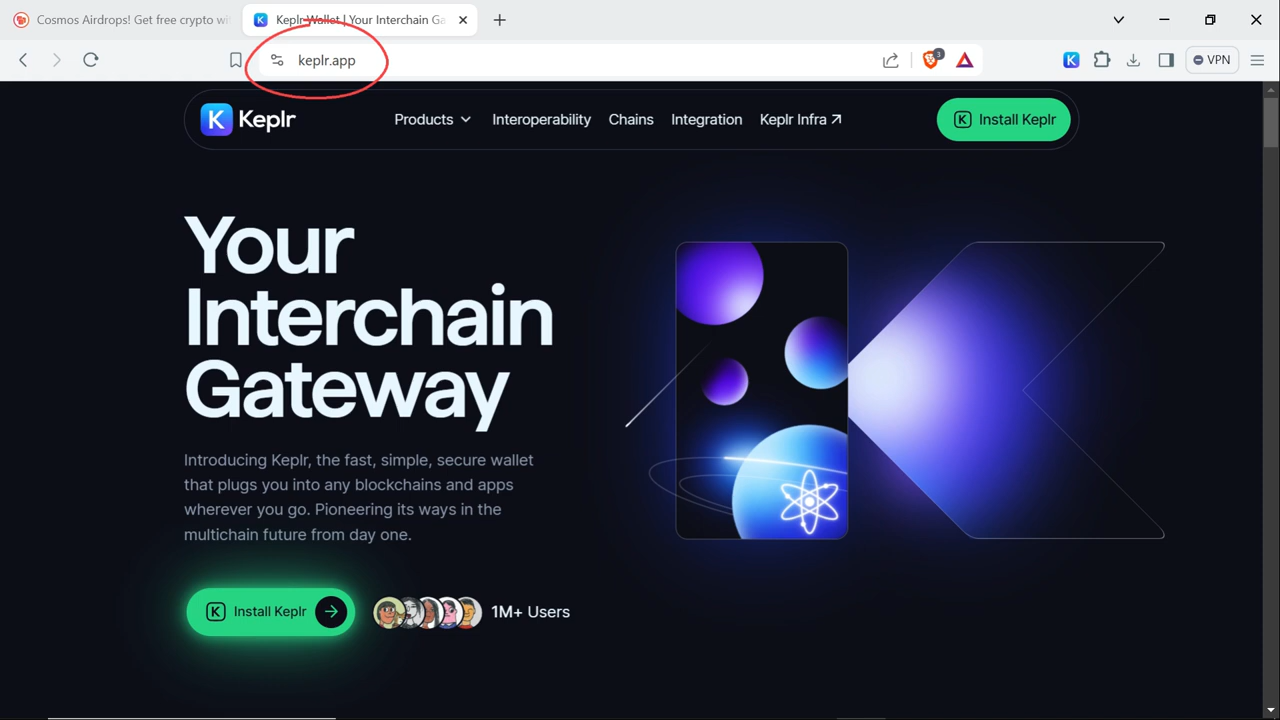 Cosmos Airdrops! Get free crypto wi
Keplr Wallet | Your Interchain Ga
keplr.app
3
K
VPN
K Keplr
Products
Interoperability
Chains
Integration
Keplr Infra
K Install Keplr
Your
Interchain
Gateway
Introducing Keplr, the fast, simple, secure wallet
that plugs you into any blockchains and apps
wherever you go. Pioneering its ways in the
multichain future from day one.
K Install Keplr
1M+ Users